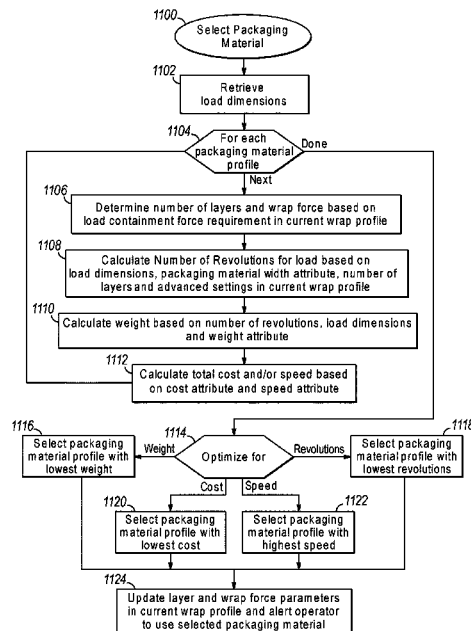 1100
Select Packaging
Material
1102
Retrieve
load dimensions
1104
For each
packaging material
profile
Done
Next
1106
Determine number of layers and wrap force based on
load containment force requirement in current wrap profile
1108
Calculate Number of Revolutions for load based on
load dimensions, packaging material width attribute, number of
layers and advanced settings in current wrap profile
1110
Calculate weight based on number of revolutions, load dimensions
and weight attribute
1112
Calculate total cost and/or speed based
on cost attribute and speed attribute
1114
Optimize for
Weight
Revolutions
Cost
Speed
1116
Select packaging
material profile with
lowest weight
1118
Select packaging
material profile with
lowest revolutions
1120
Select packaging
material profile with
lowest cost
1122
Select packaging
material profile with
highest speed
1124
Update layer and wrap force parameters
in current wrap profile and alert operator
to use selected packaging material